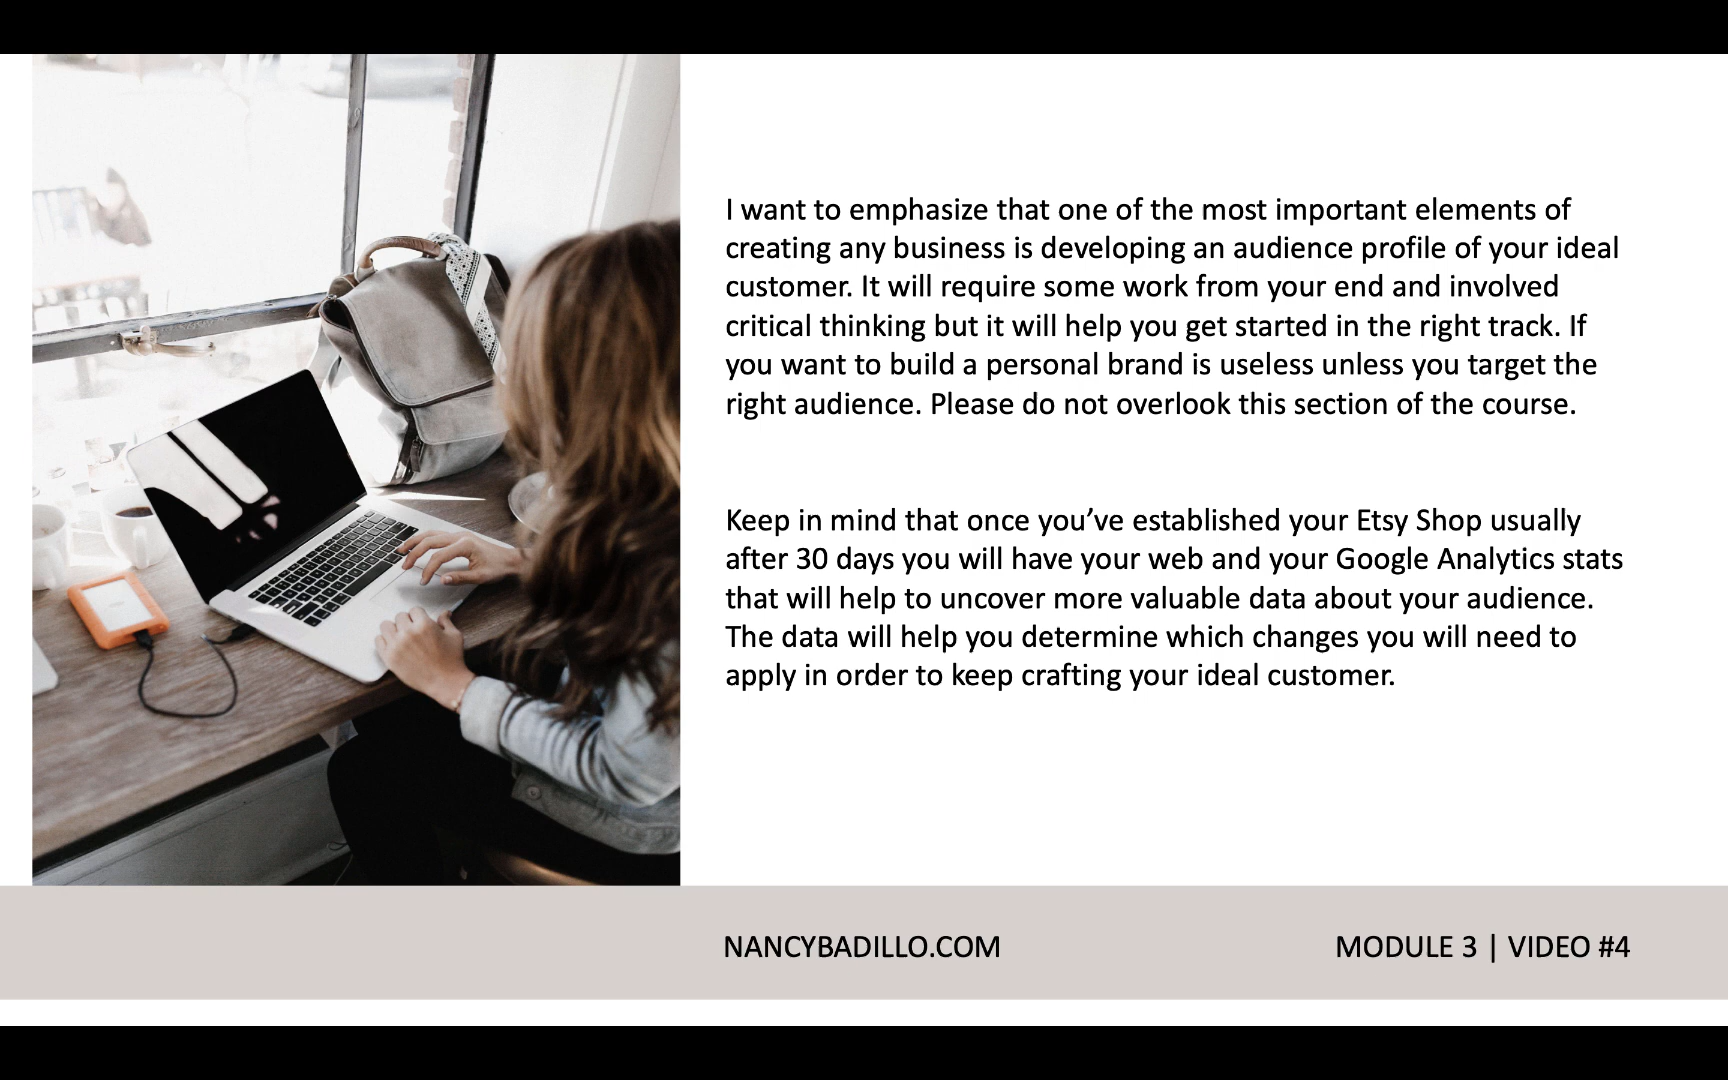 I want to emphasize that one of the most important elements of
creating any business is developing an audience profile of your ideal
customer. It will require some work from your end and involved
critical thinking but it will help you get started in the right track. If
you want to build a personal brand is useless unless you target the
right audience. Please do not overlook this section of the course.
Keep in mind that once you’ve established your Etsy Shop usually
after 30 days you will have your web and your Google Analytics stats
that will help to uncover more valuable data about your audience.
The data will help you determine which changes you will need to
apply in order to keep crafting your ideal customer.
NANCYBADILLO.COM
MODULE 3 | VIDEO #4